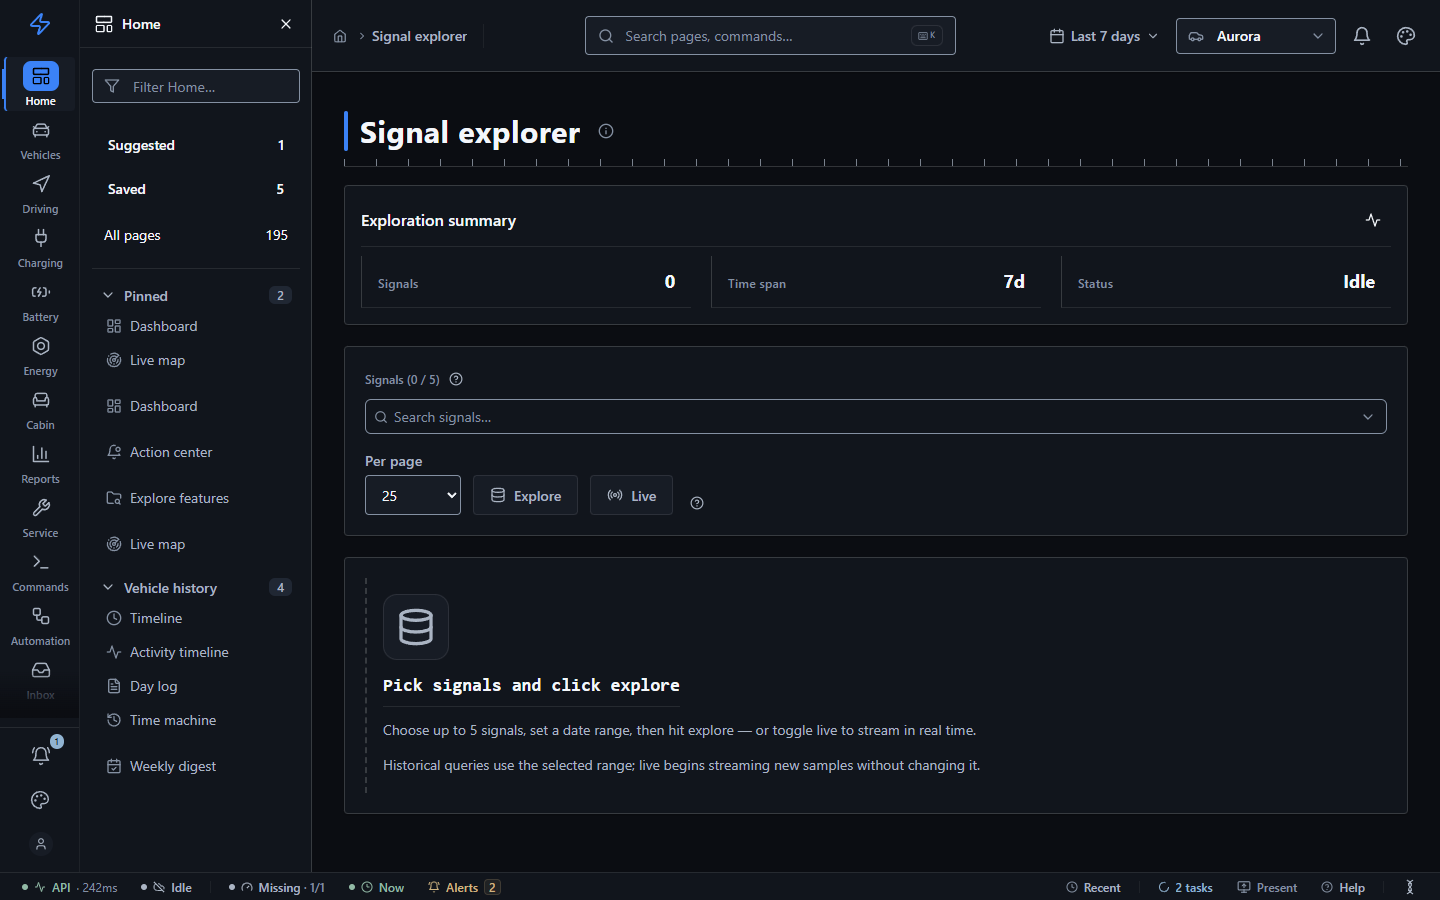 Home
Signal explorer
Search pages, commands...
K
Last 7 days
Aurora
Home
Vehicles
Driving
Charging
Battery
Energy
Cabin
Reports
Service
Commands
Automation
Inbox
1
Filter Home...
Suggested 1
Saved 5
All pages 195
Pinned 2
Dashboard
Live map
Dashboard
Action center
Explore features
Live map
Vehicle history 4
Timeline
Activity timeline
Day log
Time machine
Weekly digest
Signal explorer
Exploration summary
Signals 0
Time span 7d
Status Idle
Signals (0 / 5)
Search signals...
Per page
25
Explore
Live
Pick signals and click explore
Choose up to 5 signals, set a date range, then hit explore — or toggle live to stream in real time.
Historical queries use the selected range; live begins streaming new samples without changing it.
API · 242ms
Idle
Missing · 1/1
Now
Alerts 2
Recent
2 tasks
Present
Help